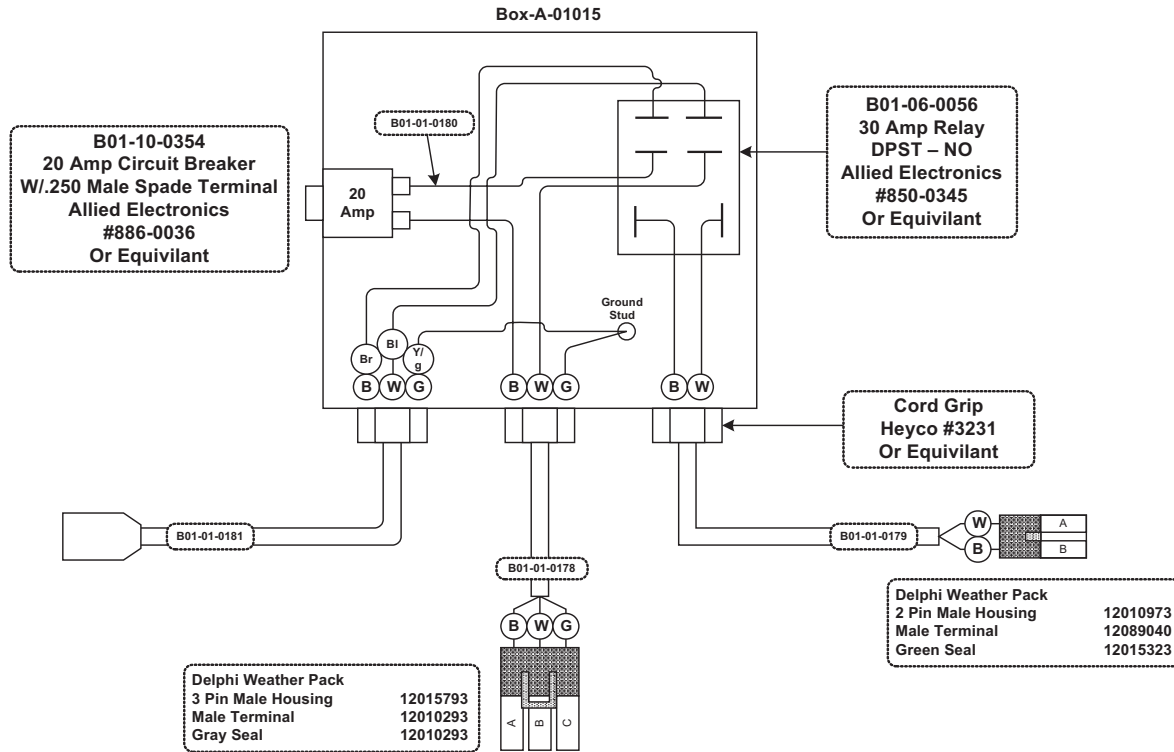 Box-A-01015
B01-10-0354
20 Amp Circuit Breaker
W/.250 Male Spade Terminal
Allied Electronics
#886-0036
Or Equivilant
B01-01-0180
20
Amp
B01-06-0056
30 Amp Relay
DPST – NO
Allied Electronics
#850-0345
Or Equivilant
Ground
Stud
Br
Bl
Y/
g
B W G
B W G
B W
Cord Grip
Heyco #3231
Or Equivilant
B01-01-0181
B01-01-0178
B01-01-0179
W
B
A
B
B W G
A B C
Delphi Weather Pack
2 Pin Male Housing 12010973
Male Terminal 12089040
Green Seal 12015323
Delphi Weather Pack
3 Pin Male Housing 12015793
Male Terminal 12010293
Gray Seal 12010293